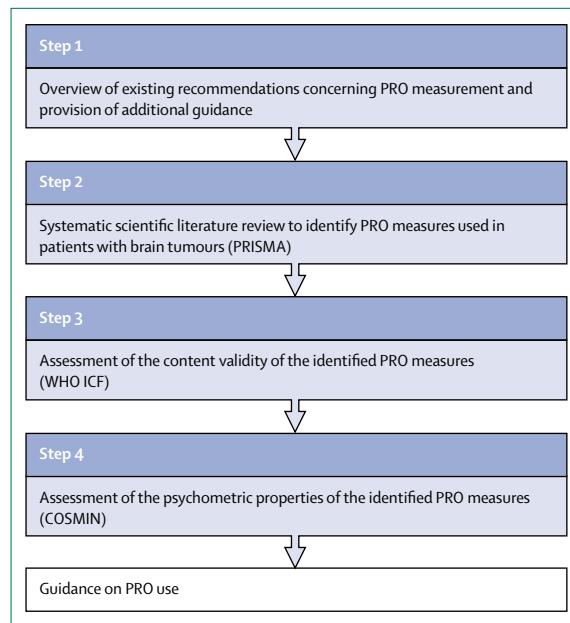 Step 1
Overview of existing recommendations concerning PRO measurement and
provision of additional guidance
Step 2
Systematic scientific literature review to identify PRO measures used in
patients with brain tumours (PRISMA)
Step 3
Assessment of the content validity of the identified PRO measures
(WHO ICF)
Step 4
Assessment of the psychometric properties of the identified PRO measures
(COSMIN)
Guidance on PRO use